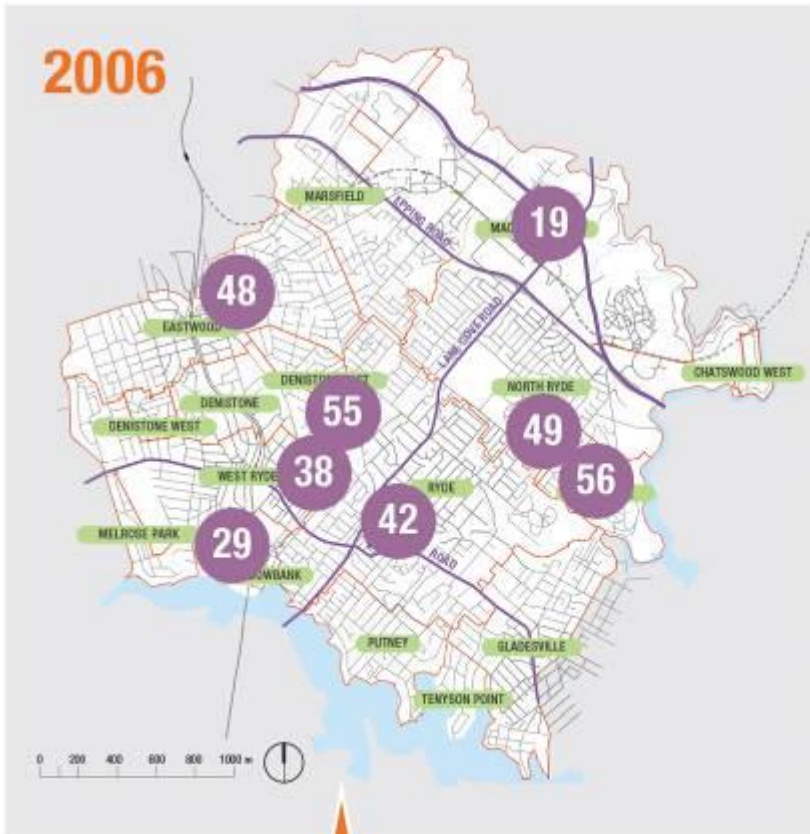 2006
MARSFIELD
EPPING ROAD
19
48
EASTWOOD
LANE COVE ROAD
CHATSWOOD WEST
DENISTONE
NORTH RYDE
55
DENISTONE WEST
49
38
WEST RYDE
56
RYDE
42
MELROSE PARK
29
ROAD
PUTNEY
GLADESVILLE
TENYSON POINT
0 200 400 600 800 1000 m